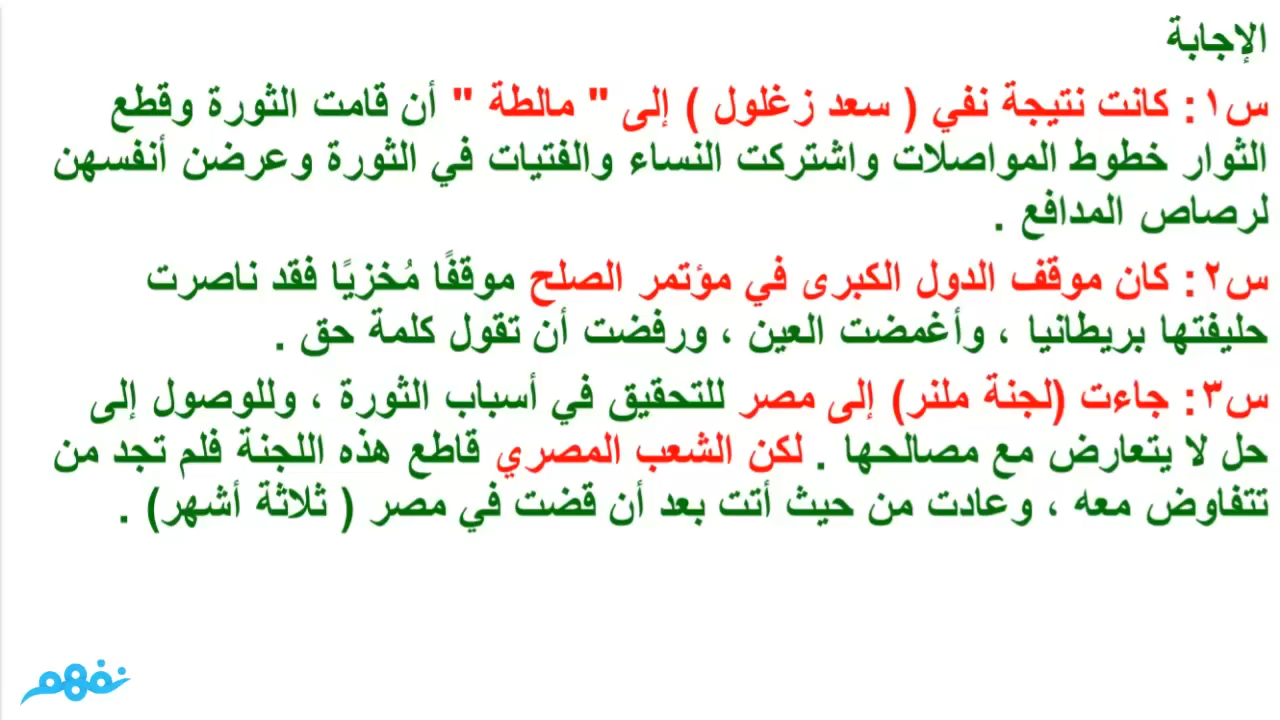 الإجابة
س١: كانت نتيجة نفي ( سعد زغلول ) إلى " مالطة " أن قامت الثورة وقطع
الثوار خطوط المواصلات واشتركت النساء والفتيات في الثورة وعرضن أنفسهن
لرصاص المدافع .
س٢: كان موقف الدول الكبرى في مؤتمر الصلح موقفًا مُخزيًا فقد ناصرت
حليفتها بريطانيا ، وأغمضت العين ، ورفضت أن تقول كلمة حق .
س٣: جاءت (لجنة ملنر) إلى مصر للتحقيق في أسباب الثورة ، وللوصول إلى
حل لا يتعارض مع مصالحها . لكن الشعب المصري قاطع هذه اللجنة فلم تجد من
تتفاوض معه ، وعادت من حيث أتت بعد أن قضت في مصر ( ثلاثة أشهر) .
نفهم